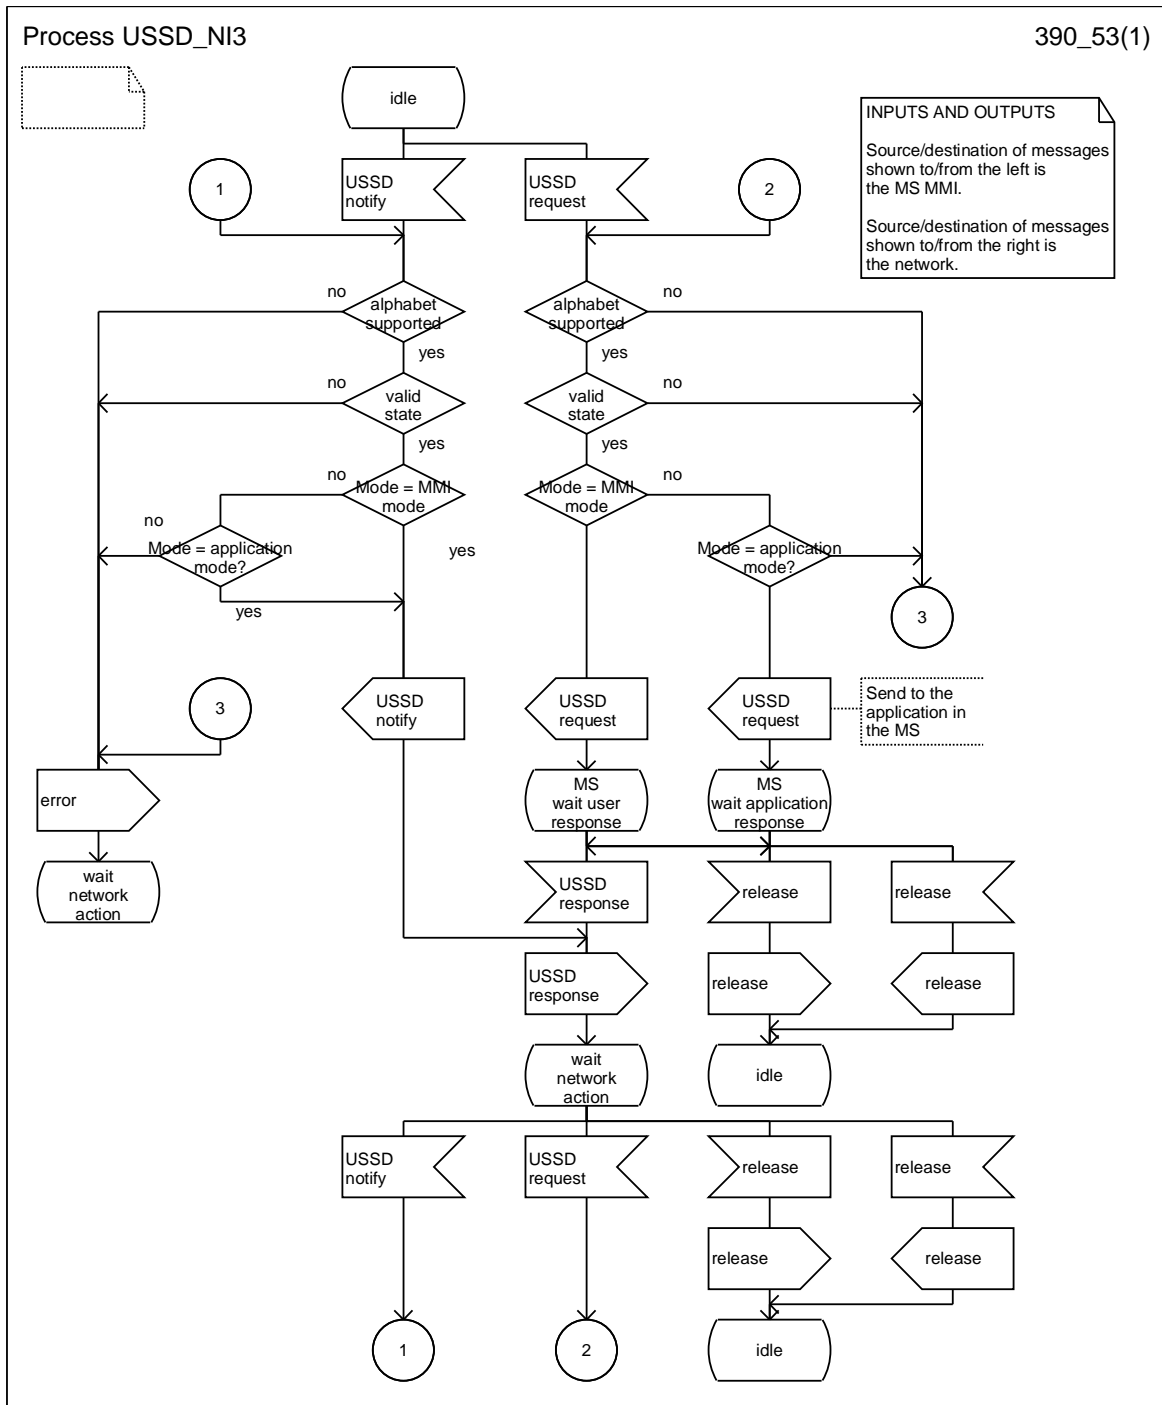 Process USSD_NI3
390_53(1)
idle
INPUTS AND OUTPUTS
Source/destination of messages
shown to/from the left is
the MS MMI.
Source/destination of messages
shown to/from the right is
the network.
1
USSD
notify
USSD
request
2
no
alphabet
supported
yes
alphabet
supported
no
yes
no
valid
state
yes
valid
state
no
yes
no
Mode = MMI
mode
yes
Mode = MMI
mode
no
no
Mode = application
mode?
yes
Mode = application
mode?
3
3
USSD
notify
USSD
request
USSD
request
Send to the
application in
the MS
error
MS
wait user
response
MS
wait application
response
wait
network
action
USSD
response
release
release
USSD
response
release
release
wait
network
action
idle
USSD
notify
USSD
request
release
release
release
release
1
2
idle